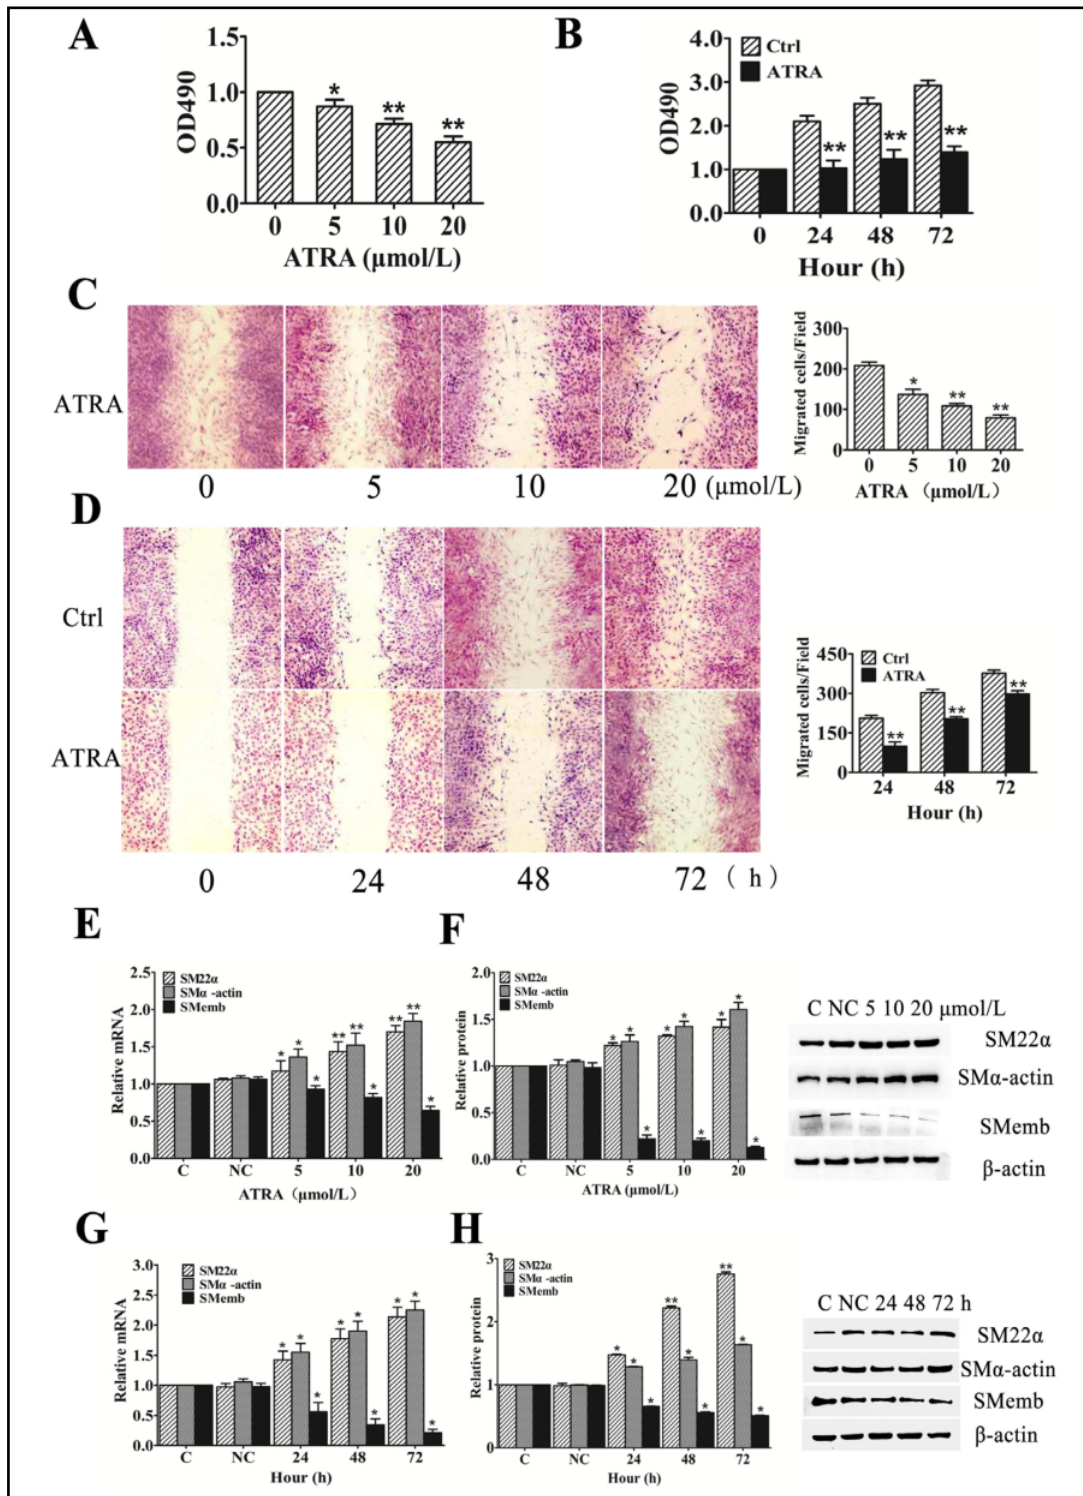 A
1.5
1.0
0.5
0.0
OD490
*
**
**
0 5 10 20
ATRA (μmol/L)
B
4.0
3.0
2.0
1.0
0.0
OD490
Ctrl
ATRA
**
**
**
0 24 48 72
Hour (h)
C
ATRA
0 5 10 20 (μmol/L)
300
200
100
0
Migrated cells/Field
*
**
**
0 5 10 20
ATRA (μmol/L)
D
Ctrl
ATRA
0 24 48 72 ( h )
450
300
150
0
Migrated cells/Field
Ctrl
ATRA
**
**
**
24 48 72
Hour (h)
E
2.5
2.0
1.5
1.0
0.5
0.0
Relative mRNA
SM22α
SMα -actin
SMemb
* * *
** ** *
** ** *
C NC 5 10 20
ATRA (μmol/L)
F
2.0
1.5
1.0
0.5
0.0
Relative protein
SM22α
SMα-actin
SMemb
* * *
* * *
* * *
C NC 5 10 20
ATRA (μmol/L)
C NC 5 10 20 μmol/L
SM22α
SMα-actin
SMemb
β-actin
G
3.0
2.5
2.0
1.5
1.0
0.5
0.0
Relative mRNA
SM22α
SMα -actin
SMemb
* * *
* * *
* * *
C NC 24 48 72
Hour (h)
H
3
2
1
0
Relative protein
SM22α
SMα -actin
SMemb
* * *
** * *
** * *
C NC 24 48 72
Hour (h)
C NC 24 48 72 h
SM22α
SMα-actin
SMemb
β-actin